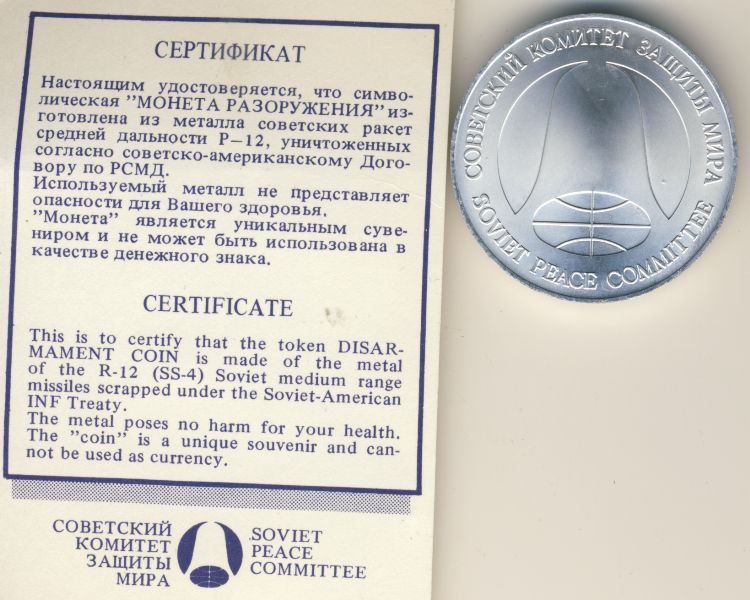 СЕРТИФИКАТ
Настоящим удостоверяется, что симво-
лическая "МОНЕТА РАЗОРУЖЕНИЯ" из-
готовлена из металла советских ракет
средней дальности Р—12, уничтоженных
согласно советско-американскому Дого-
вору по РСМД.
Используемый металл не представляет
опасности для Вашего здоровья.
"Монета" является уникальным суве-
ниром и не может быть использована в
качестве денежного знака.
CERTIFICATE
This is to certify that the token DISAR-
MAMENT COIN is made of the metal
of the R-12 (SS-4) Soviet medium range
missiles scrapped under the Soviet-American
INF Treaty.
The metal poses no harm for your health.
The "coin" is a unique souvenir and can-
not be used as currency.
СОВЕТСКИЙ
КОМИТЕТ
ЗАЩИТЫ
МИРА
SOVIET
PEACE
COMMITTEE
СОВЕТСКИЙ КОМИТЕТ ЗАЩИТЫ МИРА
SOVIET PEACE COMMITTEE